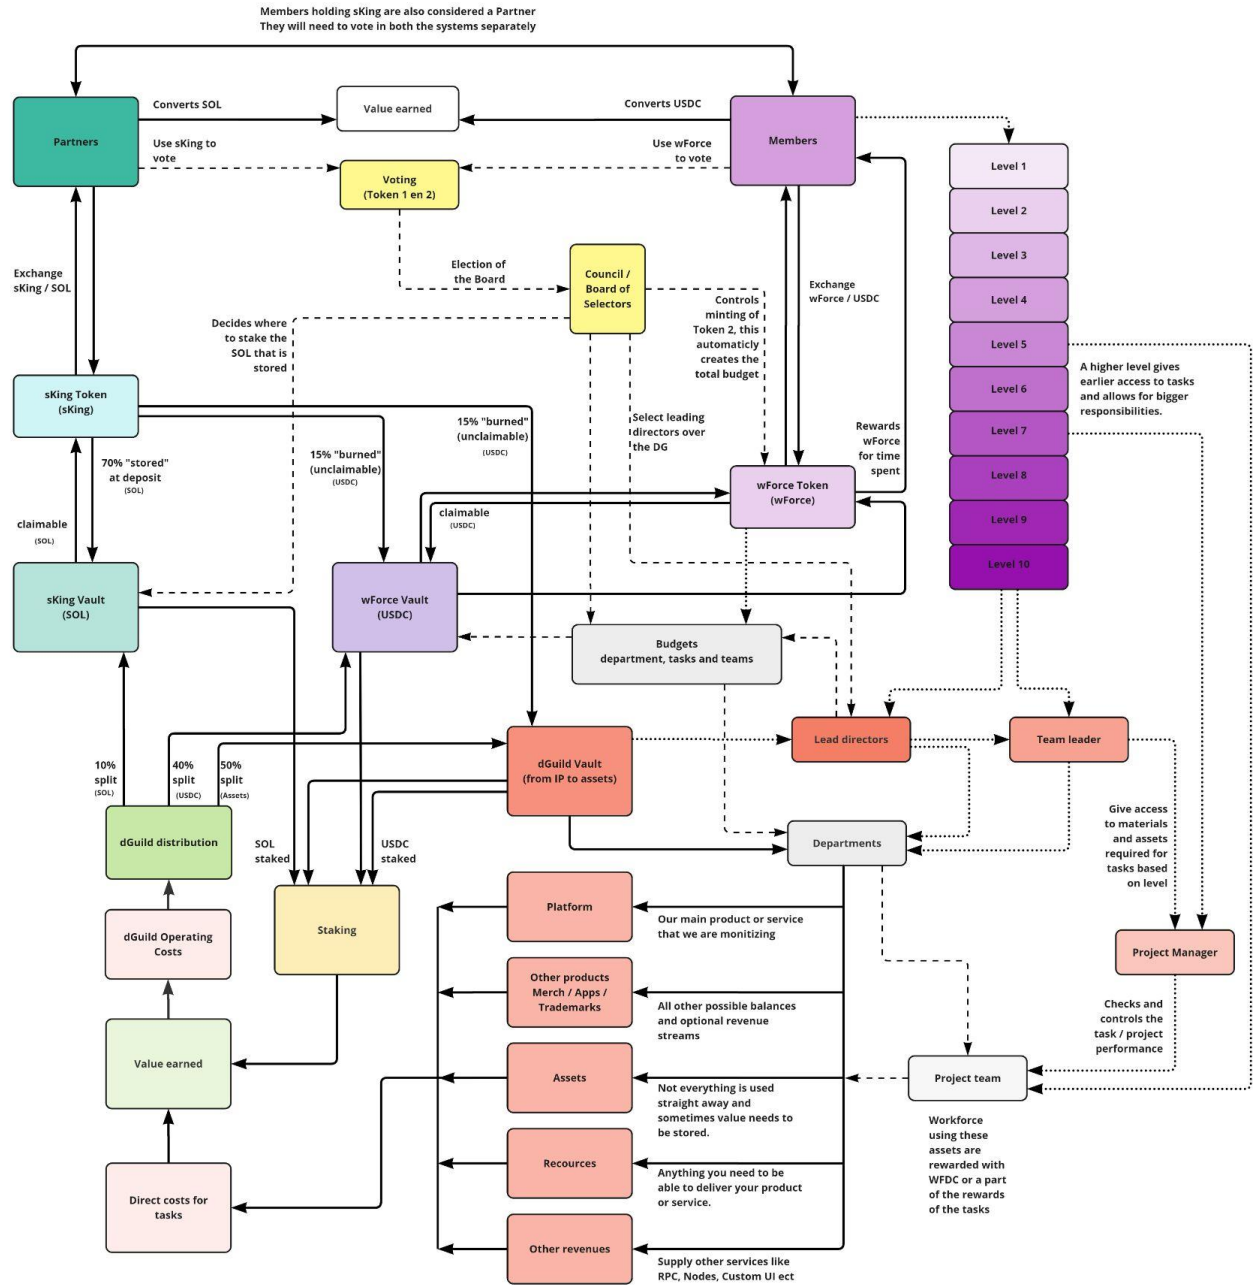 Members holding sKing are also considered a Partner
They will need to vote in both the systems separately
Partners
Converts SOL
Value earned
Converts USDC
Members
Use sKing to
vote
Voting
(Token 1 en 2)
Use wForce
to vote
Level 1
Level 2
Level 3
Level 4
Level 5
Level 6
Level 7
Level 8
Level 9
Level 10
Exchange
sKing / SOL
Election of
the Board
Council /
Board of
Selectors
Exchange
wForce / USDC
Controls
minting of
Token 2, this
automaticly
creates the
total budget
Decides where
to stake the
SOL that is
stored
A higher level gives
earlier access to tasks
and allows for bigger
responsibilities.
sKing Token
(sKing)
70% "stored"
at deposit
(SOL)
15% "burned"
(unclaimable)
(USDC)
15% "burned"
(unclaimable)
(USDC)
Select leading
directors over
the DG
Rewards
wForce
for time
spent
wForce Token
(wForce)
claimable
(SOL)
claimable
(USDC)
sKing Vault
(SOL)
wForce Vault
(USDC)
Budgets
department, tasks and teams
dGuild Vault
(from IP to assets)
Lead directors
Team leader
10%
split
(SOL)
40%
split
(USDC)
50%
split
(Assets)
dGuild distribution
SOL
staked
USDC
staked
Departments
Give access
to materials
and assets
required for
tasks based
on level
dGuild Operating
Costs
Staking
Platform
Our main product or service
that we are monitizing
Project Manager
Other products
Merch / Apps /
Trademarks
All other possible balances
and optional revenue
streams
Checks and
controls the
task / project
performance
Value earned
Assets
Not everything is used
straight away and
sometimes value needs to
be stored.
Project team
Workforce
using these
assets are
rewarded with
WFDC or a part
of the rewards
of the tasks
Direct costs for
tasks
Recources
Anything you need to be
able to deliver your product
or service.
Other revenues
Supply other services like
RPC, Nodes, Custom UI ect